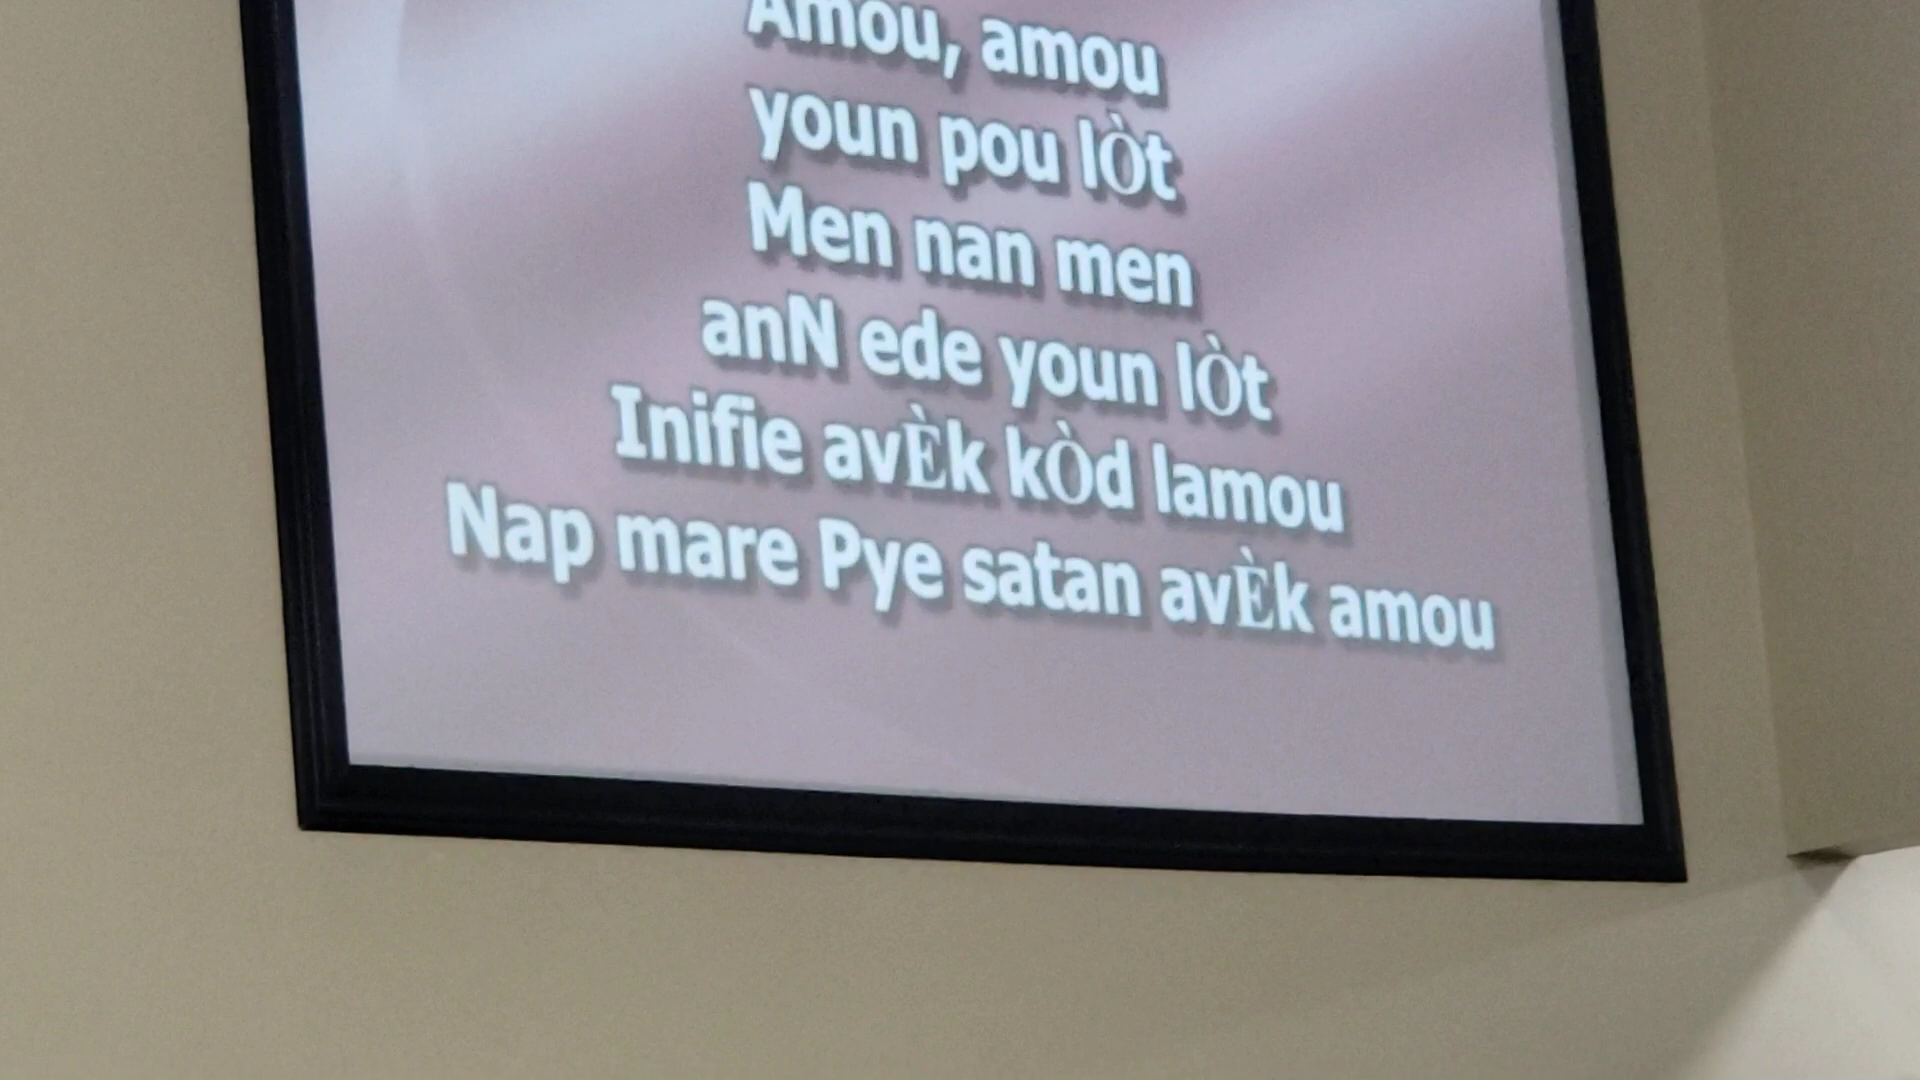 Amou, amou
youn pou lÒt
Men nan men
anN ede youn lÒt
Inifie avÈk kÒd lamou
Nap mare Pye satan avÈk amou